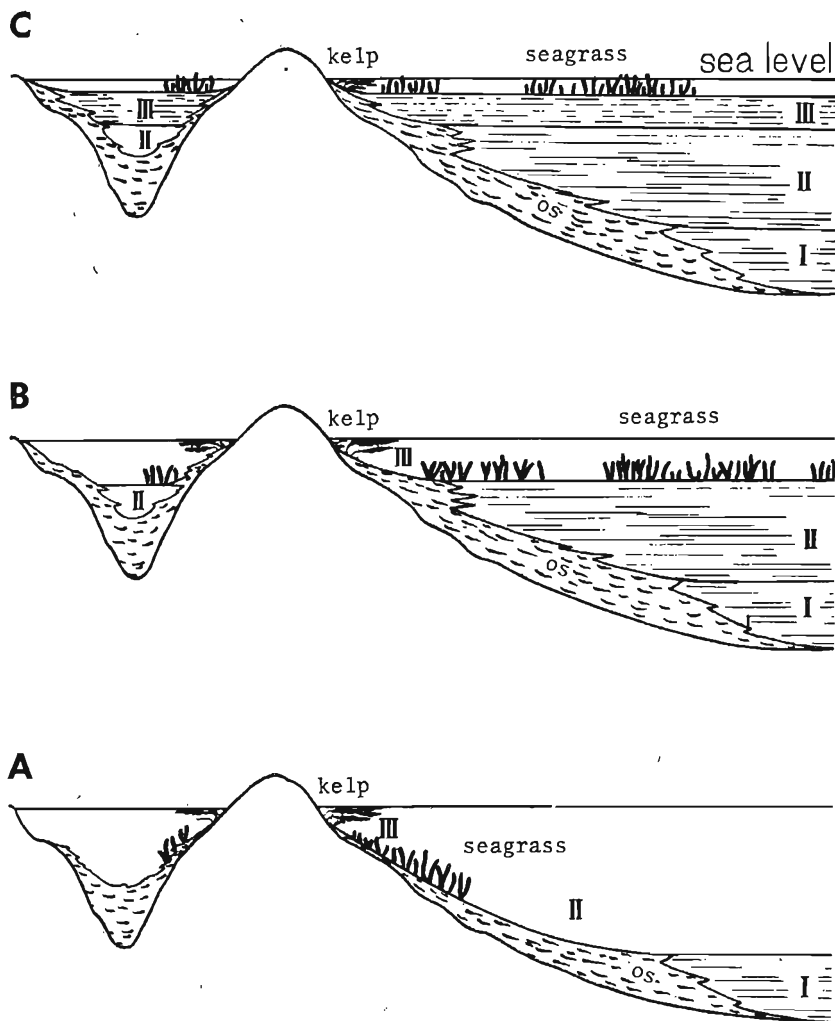 C
kelp seagrass sea level
III III
II II
os.
I
B
kelp seagrass
III
II II
os
I
A
kelp
III
seagrass
II
os.
I